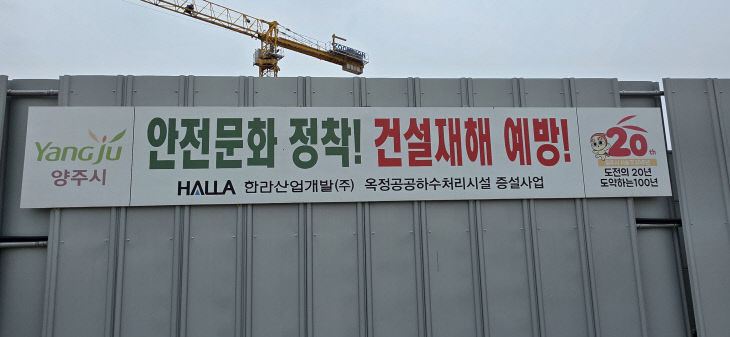 YangJu
양주시
안전문화 정착! 건설재해 예방!
HALLA 한라산업개발(주) 옥정공공하수처리시설 증설사업
20th
도전의 20년
도약하는100년